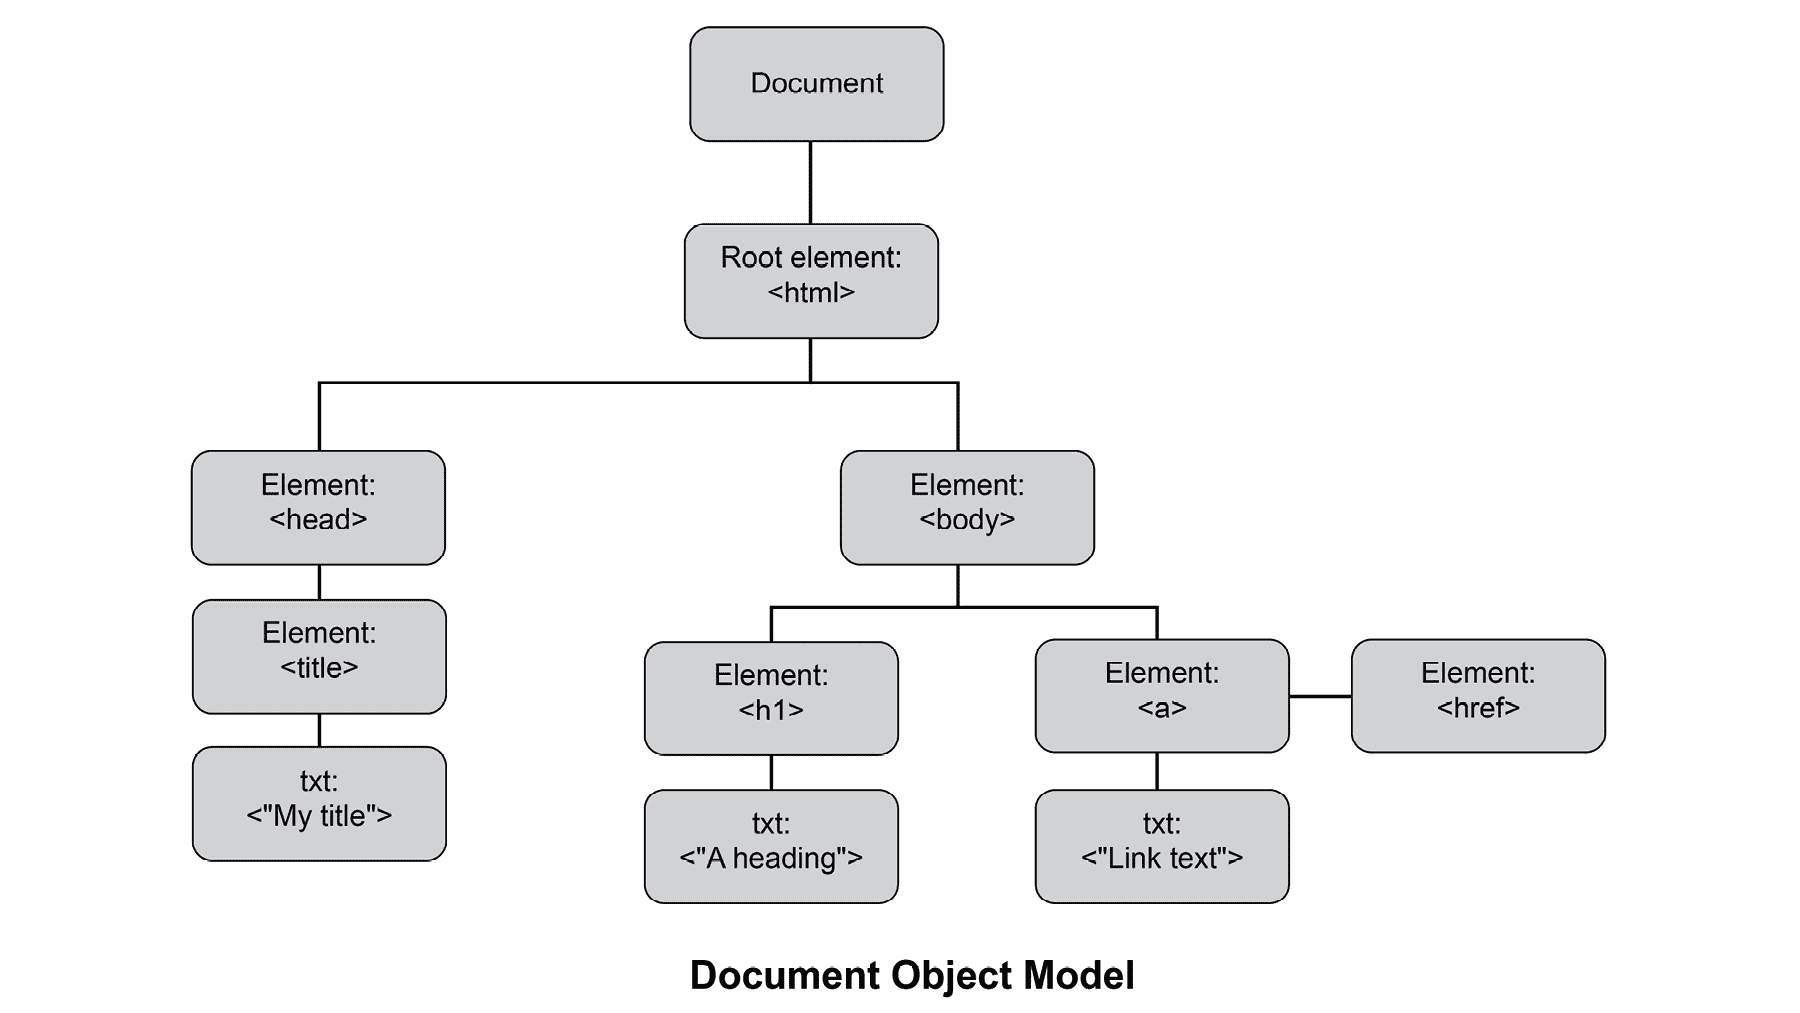 Document
Root element:
<html>
Element:
<head>
Element:
<body>
Element:
<title>
Element:
<h1>
Element:
<a>
Element:
<href>
txt:
<"My title">
txt:
<"A heading">
txt:
<"Link text">
Document Object Model